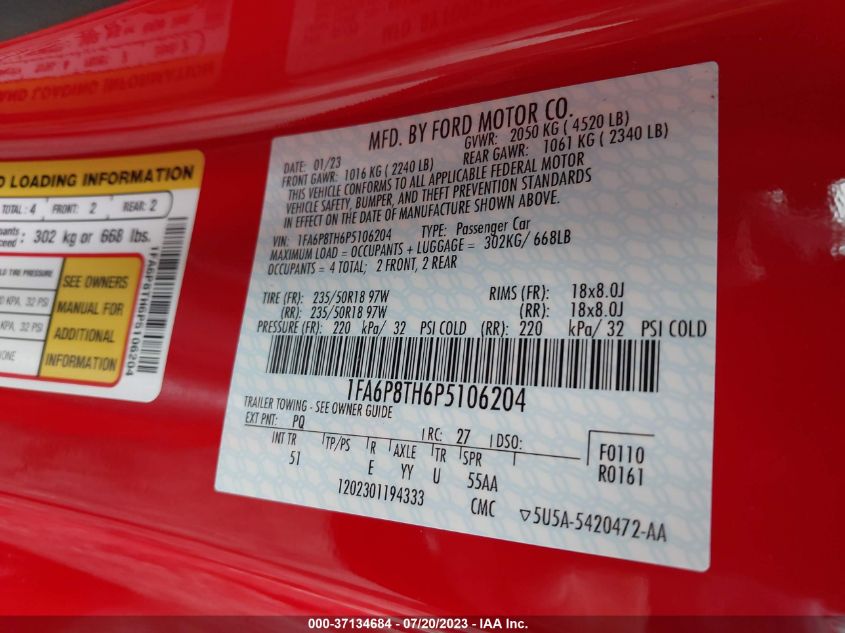 D LOADING INFORMATION
TOTAL: 4 FRONT: 2 REAR: 2
302 kg or 668 lbs.
KPA, 32 PSI
KPA, 32 PSI
SEE OWNERS
MANUAL FOR
ADDITIONAL
INFORMATION
1FA6P8TH6P5106204
MFD. BY FORD MOTOR CO.
DATE: 01/23 GVWR: 2050 KG ( 4520 LB)
FRONT GAWR: 1016 KG ( 2240 LB) REAR GAWR: 1061 KG ( 2340 LB)
THIS VEHICLE CONFORMS TO ALL APPLICABLE FEDERAL MOTOR
VEHICLE SAFETY, BUMPER, AND THEFT PREVENTION STANDARDS
IN EFFECT ON THE DATE OF MANUFACTURE SHOWN ABOVE.
VIN: 1FA6P8TH6P5106204 TYPE: Passenger Car
MAXIMUM LOAD = OCCUPANTS + LUGGAGE = 302KG/ 668LB
OCCUPANTS = 4 TOTAL; 2 FRONT, 2 REAR
TIRE (FR): 235/50R18 97W RIMS (FR): 18x8.0J
(RR): 235/50R18 97W (RR): 18x8.0J
PRESSURE (FR): 220 kPa/ 32 PSI COLD (RR): 220 kPa/ 32 PSI COLD
1FA6P8TH6P5106204
TRAILER TOWING - SEE OWNER GUIDE
EXT PNT: PQ RC: 27 DSO: F0110
INT TR TP/PS R AXLE TR SPR R0161
51 E YY U 55AA
1202301194333 CMC ▽5U5A-5420472-AA
000-37134684 - 07/20/2023 - IAA Inc.